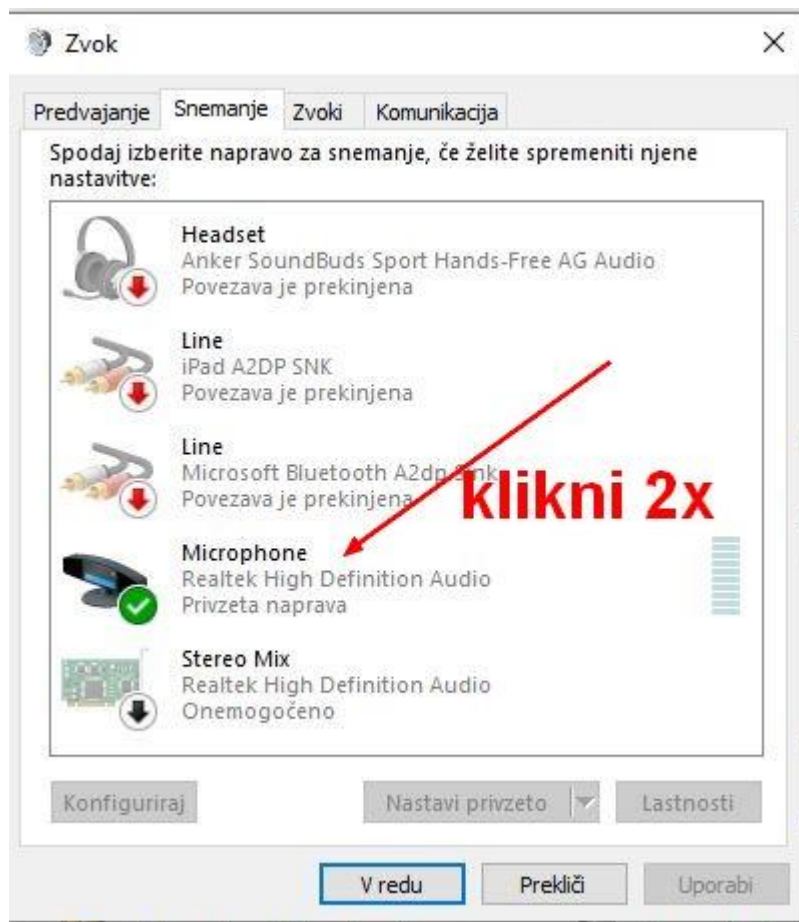 Zvok
Predvajanje Snemanje Zvoki Komunikacija
Spodaj izberite napravo za snemanje, če želite spremeniti njene
nastavitve:
Headset
Anker SoundBuds Sport Hands-Free AG Audio
Povezava je prekinjena
Line
iPad A2DP SNK
Povezava je prekinjena
Line
Microsoft Bluetooth A2dp Sink
Povezava je prekinjena
klikni 2x
Microphone
Realtek High Definition Audio
Privzeta naprava
Stereo Mix
Realtek High Definition Audio
Onemogočeno
Konfiguriraj Nastavi privzeto Lastnosti
V redu Prekliči Uporabi